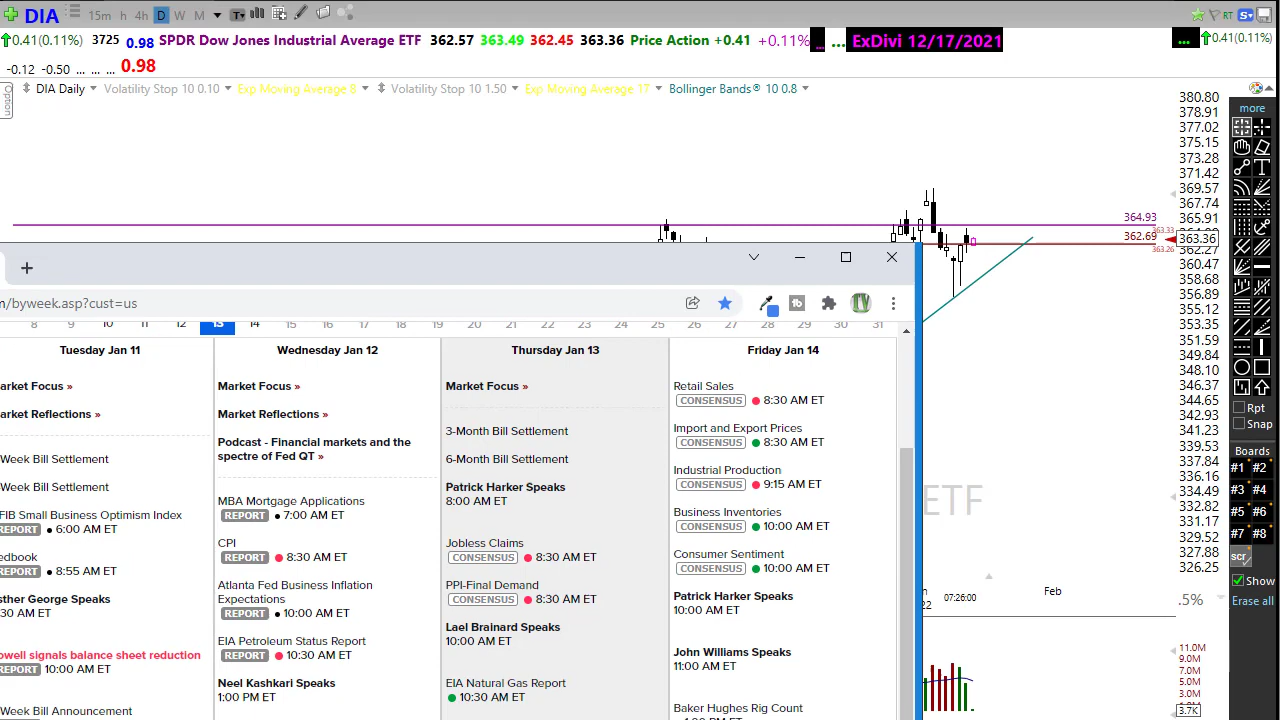 DIA 15m h 4h D W M T RT S
0.41(0.11%) 3725 0.98 SPDR Dow Jones Industrial Average ETF 362.57 363.49 362.45 363.36 Price Action +0.41 +0.11% ... ... ExDivi 12/17/2021 ... 0.41(0.11%)
-0.12 -0.50 ... ... ... 0.98
Option
DIA Daily Volatility Stop 10 0.10 Exp Moving Average 8 Volatility Stop 10 1.50 Exp Moving Average 17 Bollinger Bands® 10 0.8
380.80
378.91
377.02
375.15
373.28
371.42
369.57
367.74
365.91
364.93
363.33
362.69
363.36
363.26
362.27
360.47
358.68
356.89
355.12
353.35
351.59
349.84
348.10
346.37
344.65
342.93
341.23
339.53
337.84
336.16
334.49
332.82
331.17
329.52
327.88
326.25
ETF
22
07:26:00
Feb
.5%
11.0M
9.0M
7.0M
5.0M
3.0M
3.7K
more
Rpt
Snap
Boards
#1 #2
#3 #4
#5 #6
#7 #8
scr
Show
Erase all
/byweek.asp?cust=us
8 9 10 11 12 13 14 15 16 17 18 19 20 21 22 23 24 25 26 27 28 29 30 31
Tuesday Jan 11
arket Focus »
arket Reflections »
Week Bill Settlement
Week Bill Settlement
FIB Small Business Optimism Index
REPORT 6:00 AM ET
edbook
REPORT 8:55 AM ET
sther George Speaks
30 AM ET
owell signals balance sheet reduction
REPORT 10:00 AM ET
Week Bill Announcement
Wednesday Jan 12
Market Focus »
Market Reflections »
Podcast - Financial markets and the
spectre of Fed QT »
MBA Mortgage Applications
REPORT 7:00 AM ET
CPI
REPORT 8:30 AM ET
Atlanta Fed Business Inflation
Expectations
REPORT 10:00 AM ET
EIA Petroleum Status Report
REPORT 10:30 AM ET
Neel Kashkari Speaks
1:00 PM ET
Thursday Jan 13
Market Focus »
3-Month Bill Settlement
6-Month Bill Settlement
Patrick Harker Speaks
8:00 AM ET
Jobless Claims
CONSENSUS 8:30 AM ET
PPI-Final Demand
CONSENSUS 8:30 AM ET
Lael Brainard Speaks
10:00 AM ET
EIA Natural Gas Report
10:30 AM ET
Friday Jan 14
Retail Sales
CONSENSUS 8:30 AM ET
Import and Export Prices
CONSENSUS 8:30 AM ET
Industrial Production
CONSENSUS 9:15 AM ET
Business Inventories
CONSENSUS 10:00 AM ET
Consumer Sentiment
CONSENSUS 10:00 AM ET
Patrick Harker Speaks
10:00 AM ET
John Williams Speaks
11:00 AM ET
Baker Hughes Rig Count